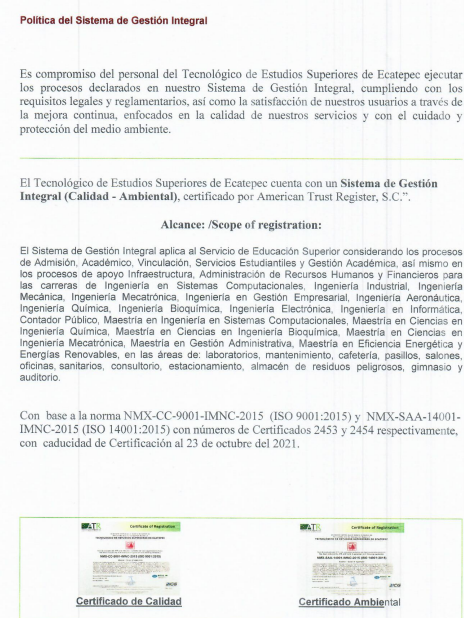 Política del Sistema de Gestión Integral
Es compromiso del personal del Tecnológico de Estudios Superiores de Ecatepec ejecutar
los procesos declarados en nuestro Sistema de Gestión Integral, cumpliendo con los
requisitos legales y reglamentarios, así como la satisfacción de nuestros usuarios a través de
la mejora continua, enfocados en la calidad de nuestros servicios y con el cuidado y
protección del medio ambiente.
El Tecnológico de Estudios Superiores de Ecatepec cuenta con un Sistema de Gestión
Integral (Calidad - Ambiental), certificado por American Trust Register, S.C.”.
Alcance: /Scope of registration:
El Sistema de Gestión Integral aplica al Servicio de Educación Superior considerando los procesos
de Admisión, Académico, Vinculación, Servicios Estudiantiles y Gestión Académica, así mismo en
los procesos de apoyo Infraestructura, Administración de Recursos Humanos y Financieros para
las carreras de Ingeniería en Sistemas Computacionales, Ingeniería Industrial, Ingeniería
Mecánica, Ingeniería Mecatrónica, Ingeniería en Gestión Empresarial, Ingeniería Aeronáutica,
Ingeniería Química, Ingeniería Bioquímica, Ingeniería Electrónica, Ingeniería en Informática,
Contador Público, Maestría en Ingeniería en Sistemas Computacionales, Maestría en Ciencias en
Ingeniería Química, Maestría en Ciencias en Ingeniería Bioquímica, Maestría en Ciencias en
Ingeniería Mecatrónica, Maestría en Gestión Administrativa, Maestría en Eficiencia Energética y
Energías Renovables, en las áreas de: laboratorios, mantenimiento, cafetería, pasillos, salones,
oficinas, sanitarios, consultorio, estacionamiento, almacén de residuos peligrosos, gimnasio y
auditorio.
Con base a la norma NMX-CC-9001-IMNC-2015 (ISO 9001:2015) y NMX-SAA-14001-
IMNC-2015 (ISO 14001:2015) con números de Certificados 2453 y 2454 respectivamente,
con caducidad de Certificación al 23 de octubre del 2021.
ATR Certificate of Registration
Certificado de Calidad
ATR Certificate of Registration
Certificado Ambiental